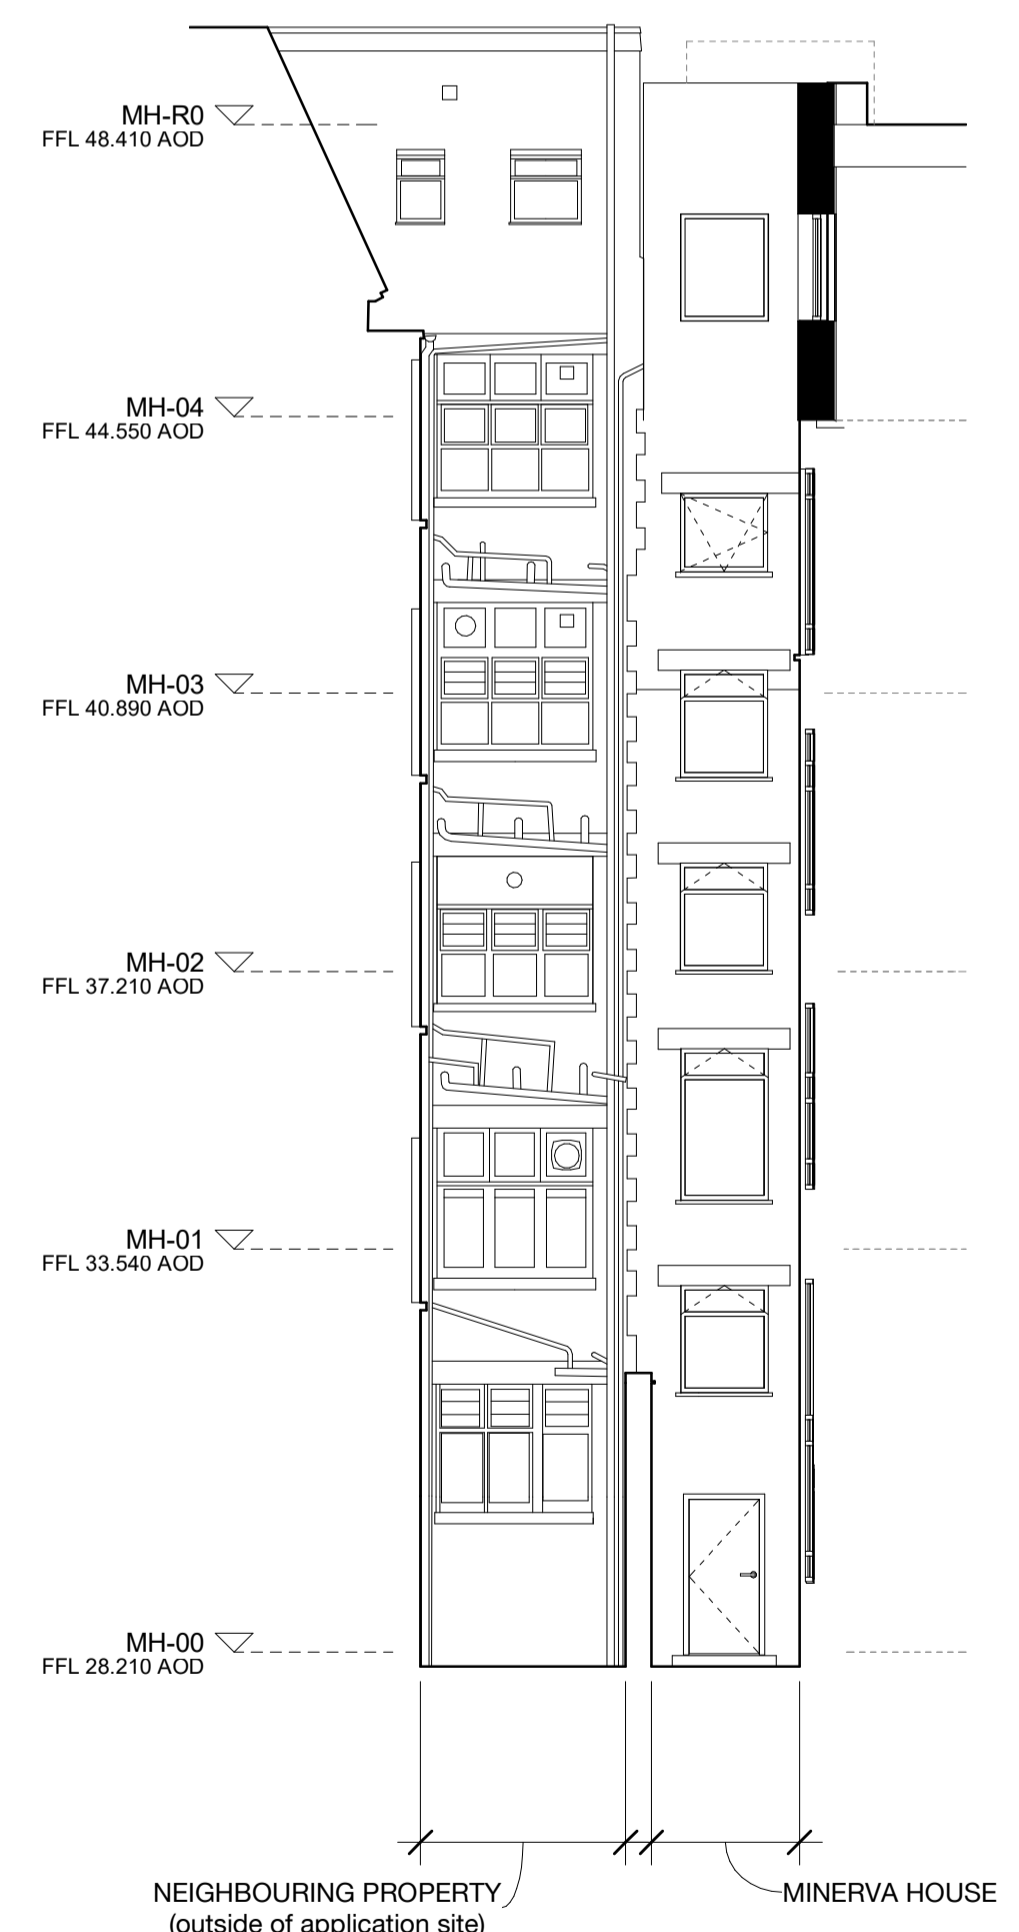 MH-R0
FFL 48.410 AOD
MH-04
FFL 44.550 AOD
MH-03
FFL 40.890 AOD
MH-02
FFL 37.210 AOD
MH-01
FFL 33.540 AOD
MH-00
FFL 28.210 AOD
NEIGHBOURING PROPERTY
(outside of application site)
MINERVA HOUSE